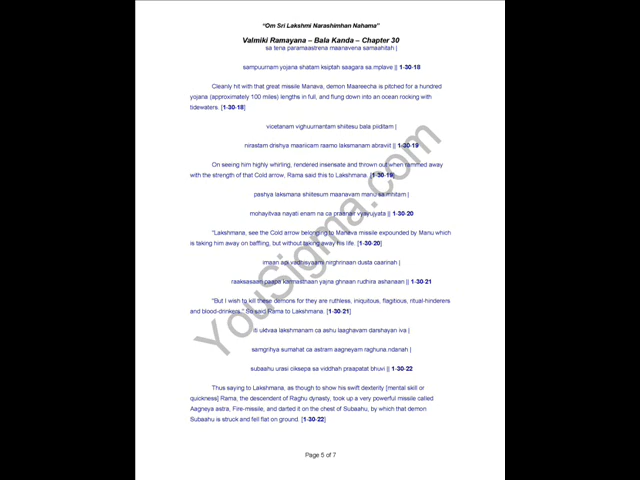 "Om Sri Lakshmi Narashimhan Nahama"
Valmiki Ramayana – Bala Kanda – Chapter 30
sa tena paramaastrena maanavena samaahitah |
sampuurnam yojana shatam ksiptah saagara sa.mplave || 1-30-18
Cleanly hit with that great missile Manava, demon Maareecha is pitched for a hundred
yojana (approximately 100 miles) lengths in full, and flung down into an ocean rocking with
tidewaters. [1-30-18]
vicetanam vighuurnantam shiitesu bala piiditam |
nirastam drishya maariicam raamo laksmanam abraviit || 1-30-19
On seeing him highly whirling, rendered insensate and thrown out when rammed away
with the strength of that Cold arrow, Rama said this to Lakshmana. [1-30-19]
pashya laksmana shiitesum maanavam manu sa.mhitam |
mohayitvaa nayati enam na ca praanair vyayujyata || 1-30-20
"Lakshmana, see the Cold arrow belonging to Manava missile expounded by Manu which
is taking him away on baffling, but without taking away his life. [1-30-20]
imaan api vadhisyaami nirghrinaan dusta caarinah |
raaksasaan paapa karmasthaan yajna ghnaan rudhira ashanaan || 1-30-21
"But I wish to kill these demons for they are ruthless, iniquitous, flagitious, ritual-hinderers
and blood-drinkers." So said Rama to Lakshmana. [1-30-21]
iti uktvaa lakshmanam ca ashu laaghavam darshayan iva |
samgrihya sumahat ca astram aagneyam raghuna ndanah |
subaahu urasi ciksepa sa viddhah praapatat bhuvi || 1-30-22
Thus saying to Lakshmana, as though to show his swift dexterity [mental skill or
quickness] Rama, the descendent of Raghu dynasty, took up a very powerful missile called
Aagneya astra, Fire-missile, and darted it on the chest of Subaahu, by which that demon
Subaahu is struck and fell flat on ground. [1-30-22]
Page 5 of 7
YouSigma.com